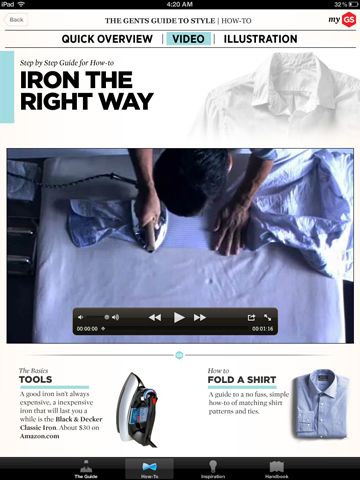 iPad 4:20 AM 32%
Back THE GENTS GUIDE TO STYLE | HOW-TO my GS
QUICK OVERVIEW | VIDEO | ILLUSTRATION
Step by Step Guide for How-to
IRON THE
RIGHT WAY
00:00:00 00:01:16
GS
The Basics
TOOLS
A good iron isn't always
expensive, a inexpensive
iron that will last you a
while is the Black & Decker
Classic Iron. About $30 on
Amazon.com
How to
FOLD A SHIRT
A guide to a no fuss, simple
how-to of matching shirt
patterns and ties.
The Guide How-To Inspiration Handbook